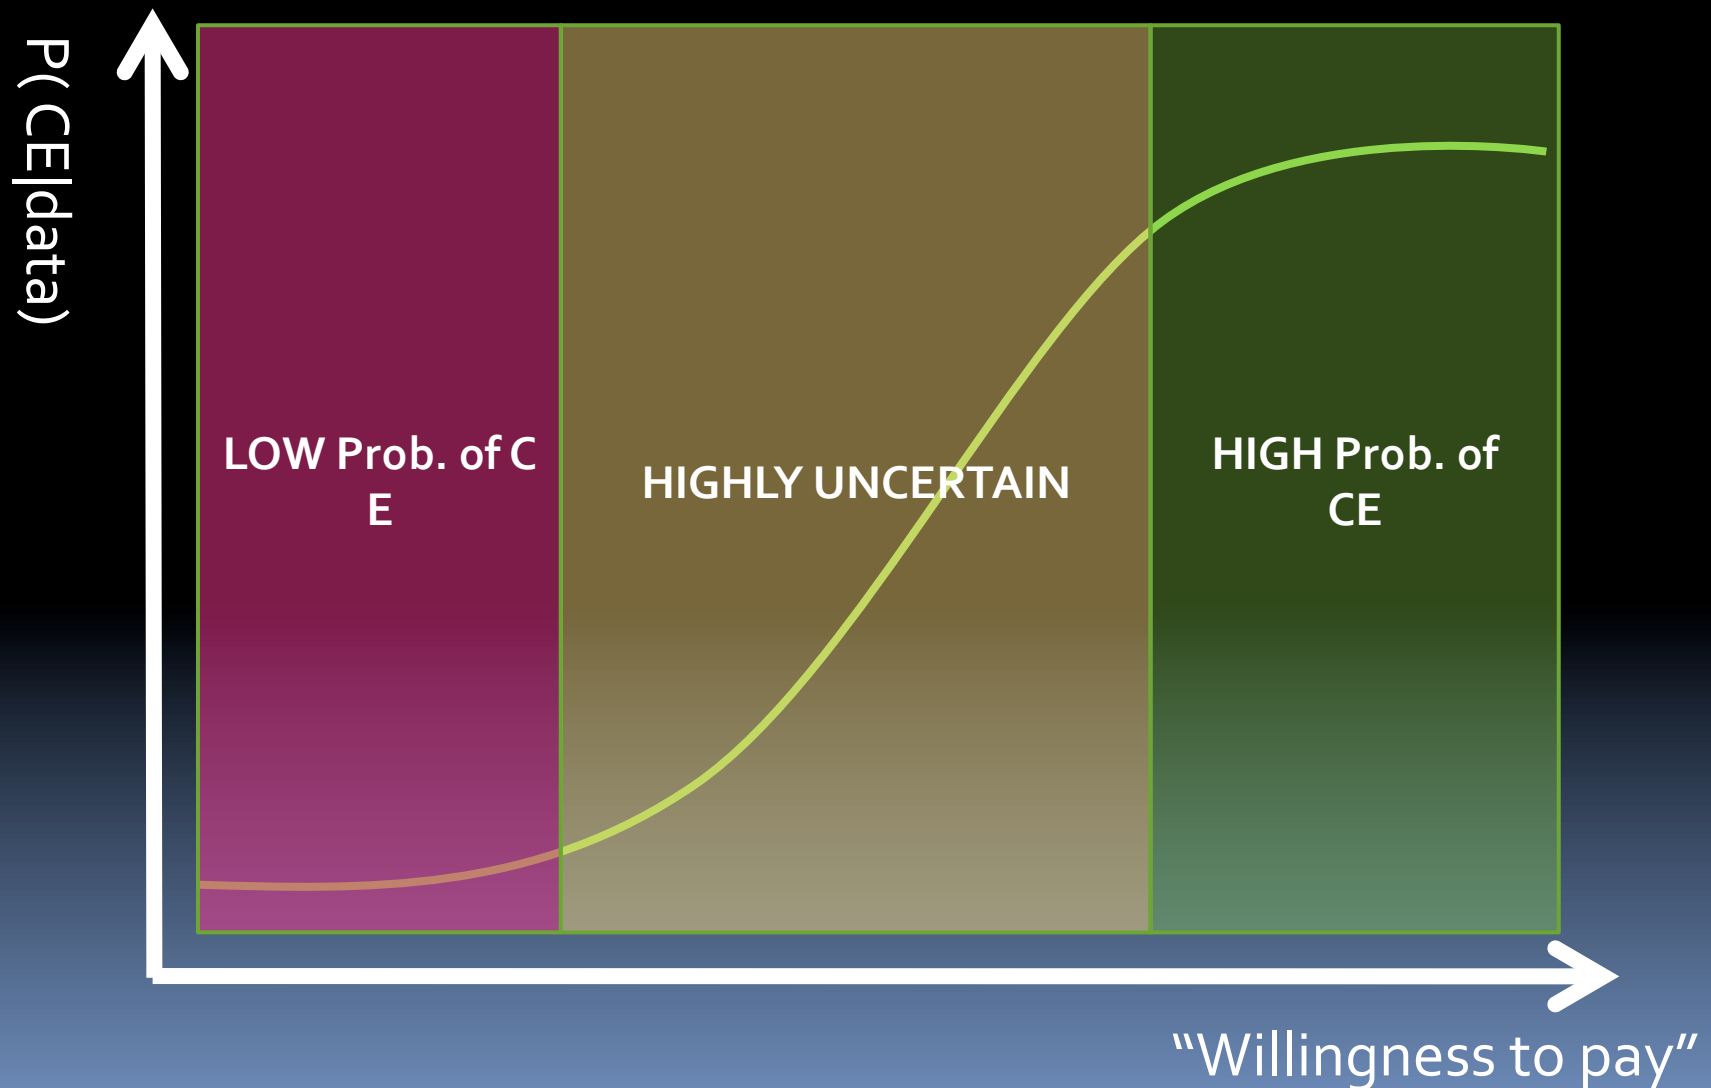 P( CE|data)
LOW Prob. of C
E
HIGHLY UNCERTAIN
HIGH Prob. of
CE
“Willingness to pay”